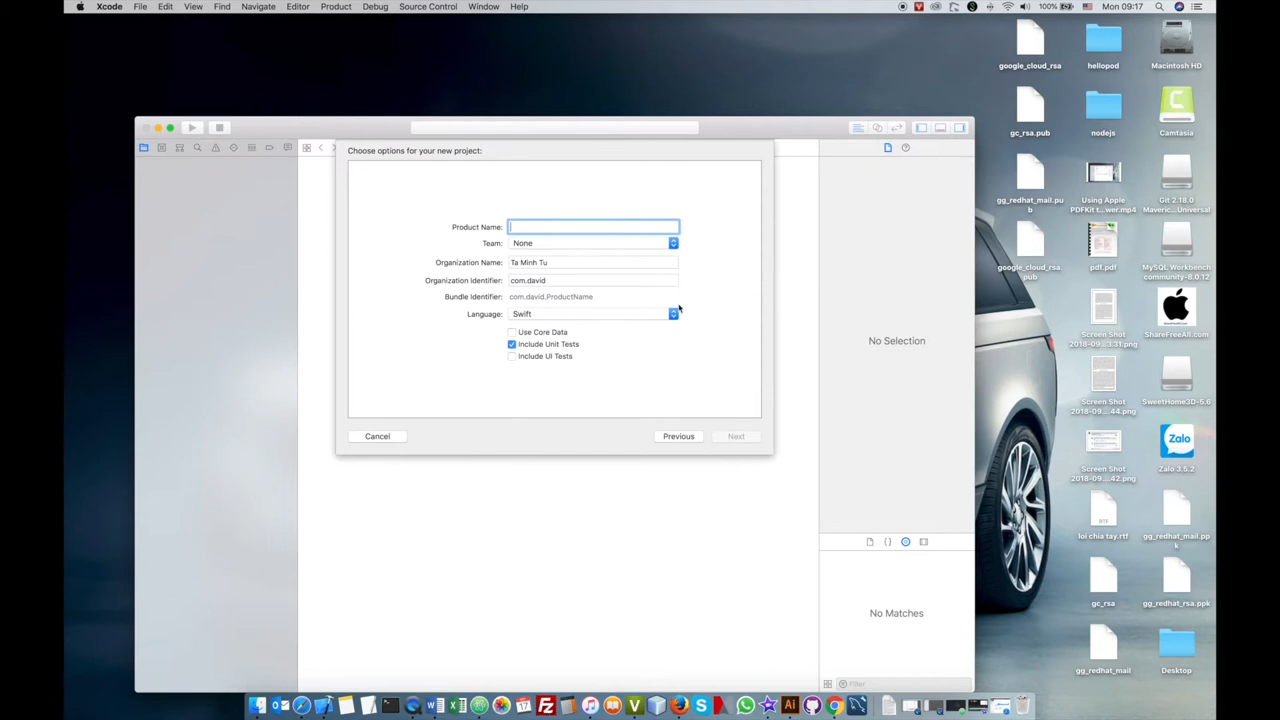 Xcode File Edit View Find Navigate Editor Product Debug Source Control Window Help
100% Mon 09:17
Choose options for your new project:
Product Name:
Team: None
Organization Name: Ta Minh Tu
Organization Identifier: com.david
Bundle Identifier: com.david.ProductName
Language: Swift
Use Core Data
Include Unit Tests
Include UI Tests
Cancel Previous Next
No Selection
No Matches
Filter
google_cloud_rsa
hellopod
Macintosh HD
gc_rsa.pub
nodejs
Camtasia
gg_redhat_mail.pu
b
Using Apple
PDFKit t...wer.mp4
Git 2.18.0
Maveric...Universal
google_cloud_rsa.
pub
pdf.pdf
MySQL Workbench
community-8.0.12
Screen Shot
2018-09...3.31.png
ShareFreeAll.com
Screen Shot
2018-09....44.png
SweetHome3D-5.6
Screen Shot
2018-09....42.png
Zalo
Zalo 3.5.2
RTF
loi chia tay.rtf
gg_redhat_mail.pp
k
gc_rsa
gg_redhat_rsa.ppk
gg_redhat_mail
Desktop